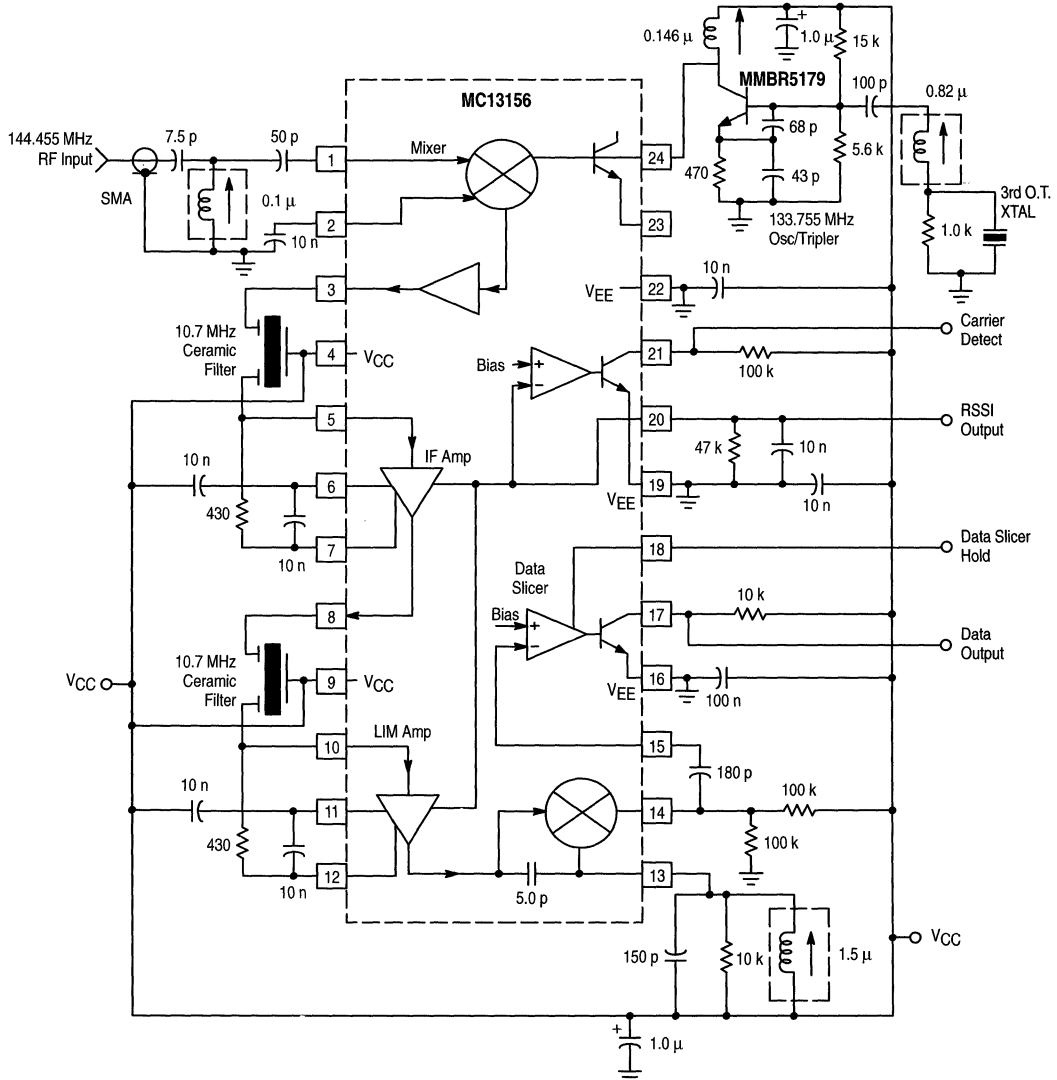 0.146 µ
+
1.0 µ
15 k
MMBR5179
100 p
0.82 µ
MC13156
144.455 MHz
RF Input
7.5 p
50 p
1
Mixer
24
68 p
5.6 k
470
43 p
SMA
0.1 µ
2
10 n
23
133.755 MHz
Osc/Tripler
3rd O.T.
XTAL
1.0 k
3
VEE
22
10 n
10.7 MHz
Ceramic
Filter
4
VCC
Bias
+
–
21
100 k
Carrier
Detect
5
20
RSSI
Output
IF Amp
47 k
10 n
10 n
6
19
VEE
10 n
430
7
10 n
18
Data Slicer
Hold
Data
Slicer
8
Bias
+
–
17
10 k
Data
Output
10.7 MHz
Ceramic
Filter
VCC
9
VCC
16
VEE
100 n
LIM Amp
10
15
180 p
10 n
11
14
100 k
430
100 k
12
10 n
13
5.0 p
150 p
10 k
1.5 µ
VCC
+
1.0 µ